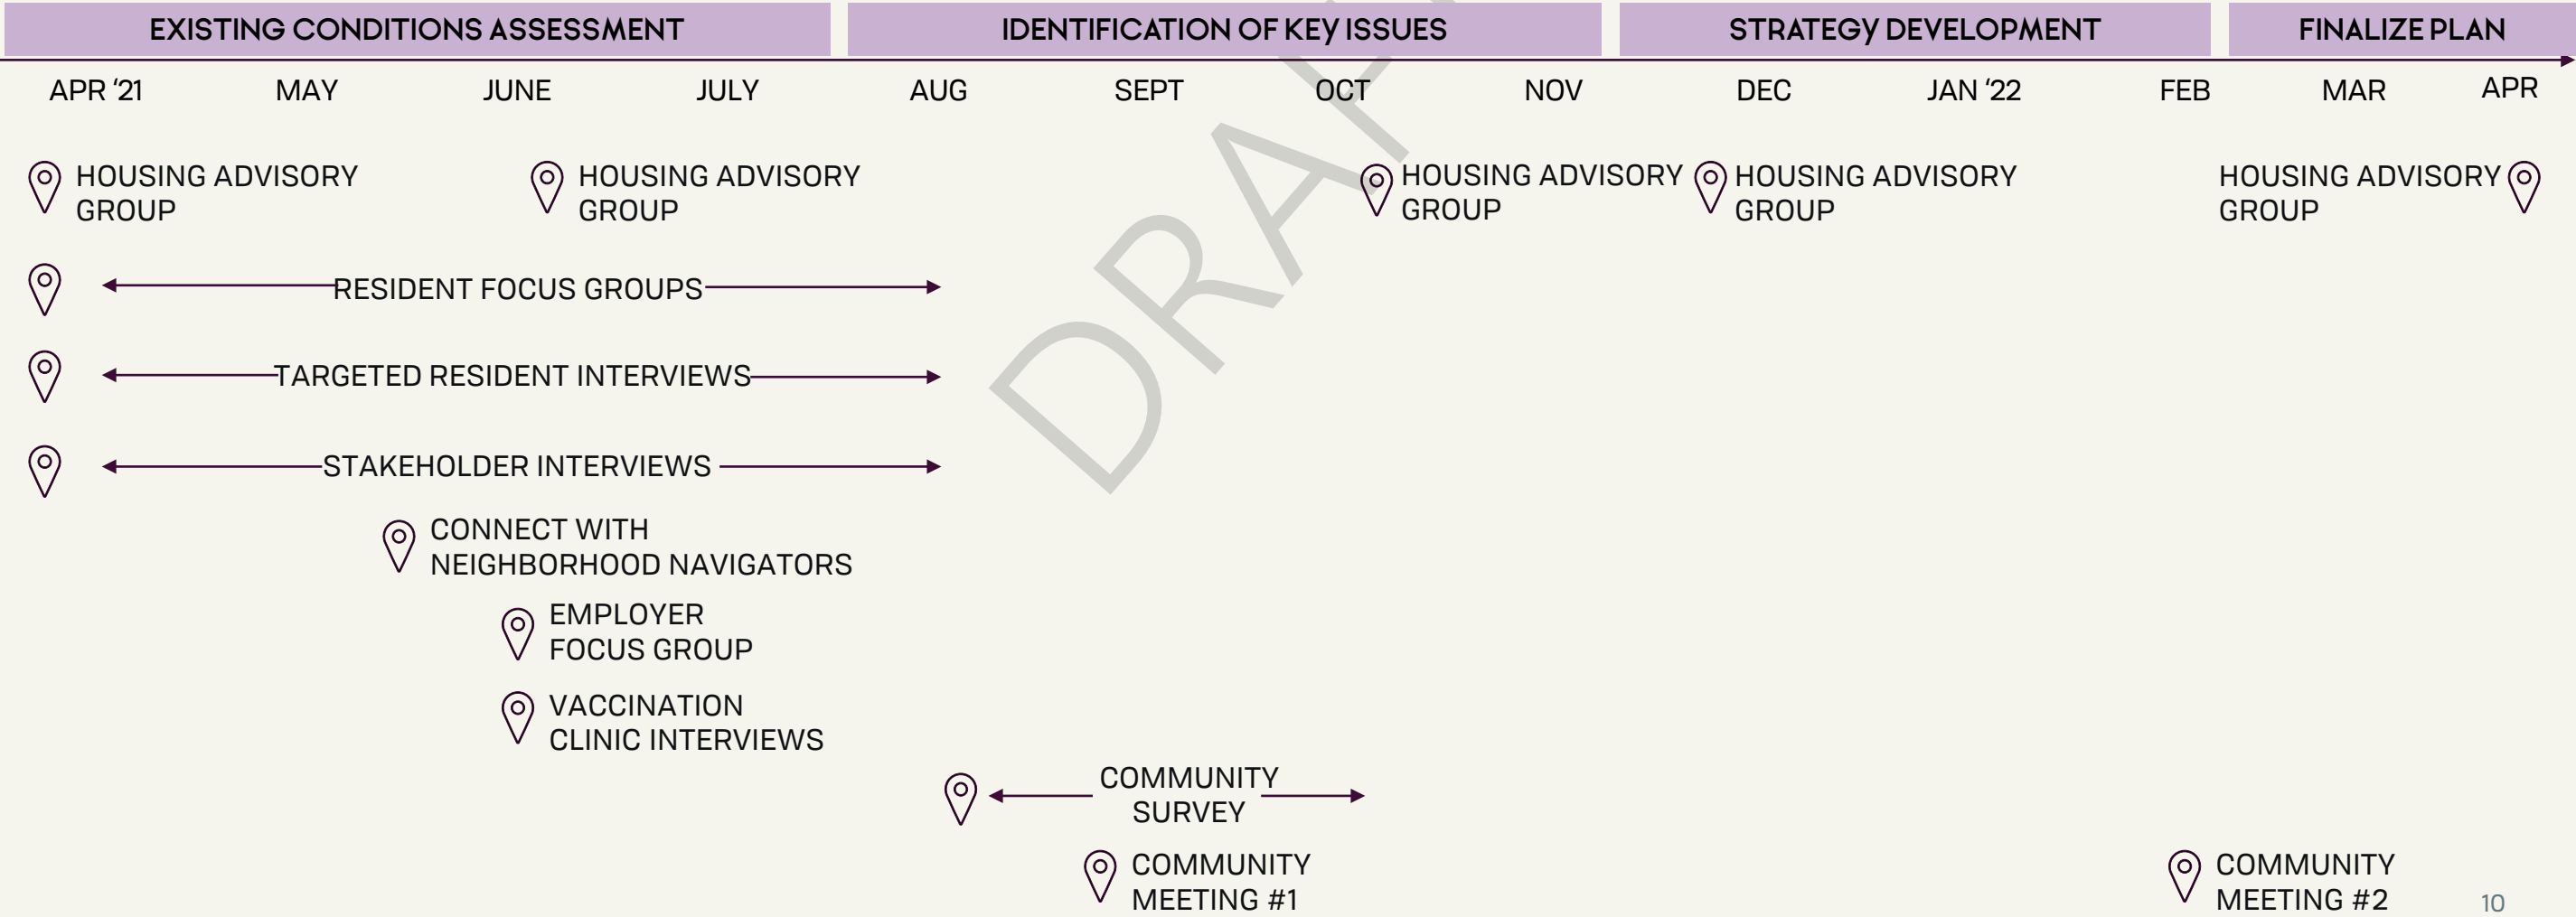 EXISTING CONDITIONS ASSESSMENT
IDENTIFICATION OF KEY ISSUES
STRATEGY DEVELOPMENT
FINALIZE PLAN
APR ‘21
MAY
JUNE
JULY
AUG
SEPT
OCT
NOV
DEC
JAN ‘22
FEB
MAR
APR
HOUSING ADVISORY
GROUP
HOUSING ADVISORY
GROUP
HOUSING ADVISORY
GROUP
HOUSING ADVISORY
GROUP
HOUSING ADVISORY
GROUP
RESIDENT FOCUS GROUPS
TARGETED RESIDENT INTERVIEWS
STAKEHOLDER INTERVIEWS
CONNECT WITH
NEIGHBORHOOD NAVIGATORS
EMPLOYER
FOCUS GROUP
VACCINATION
CLINIC INTERVIEWS
COMMUNITY
SURVEY
COMMUNITY
MEETING #1
COMMUNITY
MEETING #2
10